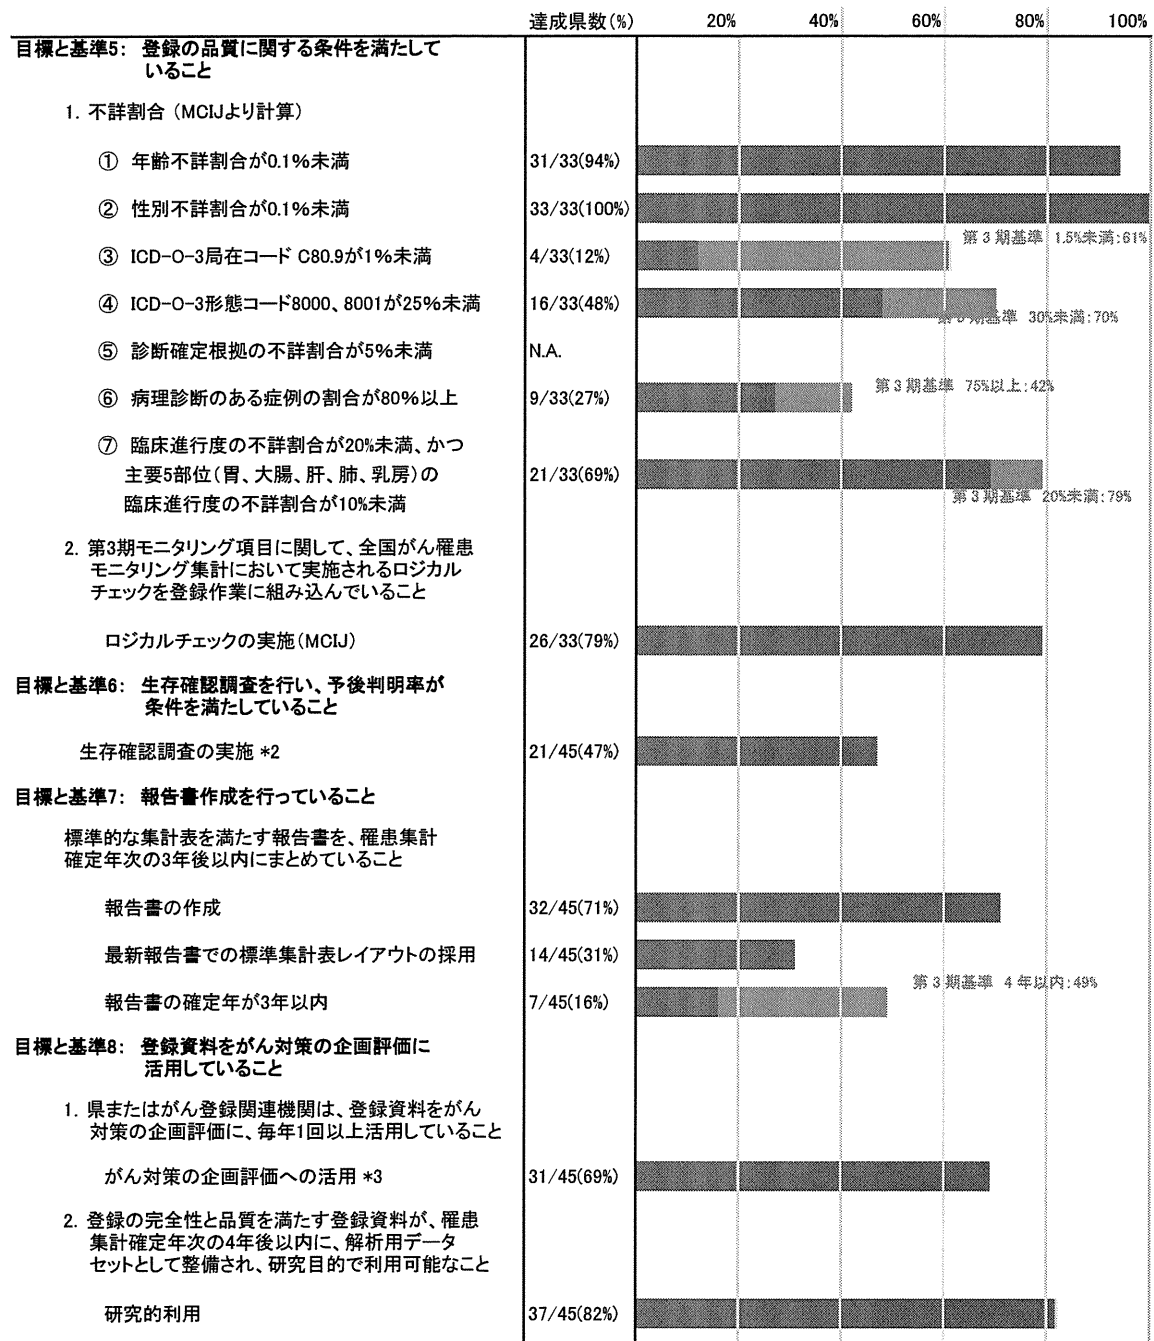 達成県数(%) 20% 40% 60% 80% 100%
目標と基準5: 登録の品質に関する条件を満たして
いること
1. 不詳割合 (MCIJより計算)
① 年齢不詳割合が0.1%未満 31/33(94%)
② 性別不詳割合が0.1%未満 33/33(100%)
第3期基準 1.5%未満:61%
③ ICD-O-3局在コード C80.9が1%未満 4/33(12%)
④ ICD-O-3形態コード8000、8001が25%未満 16/33(48%)
期基準 30%未満:70%
⑤ 診断確定根拠の不詳割合が5%未満 N.A.
第3期基準 75%以上:42%
⑥ 病理診断のある症例の割合が80%以上 9/33(27%)
⑦ 臨床進行度の不詳割合が20%未満、かつ
主要5部位(胃、大腸、肝、肺、乳房)の 21/33(69%)
第3期基準 20%未満:79%
臨床進行度の不詳割合が10%未満
2. 第3期モニタリング項目に関して、全国がん罹患
モニタリング集計において実施されるロジカル
チェックを登録作業に組み込んでいること
ロジカルチェックの実施(MCIJ) 26/33(79%)
目標と基準6: 生存確認調査を行い、予後判明率が
条件を満たしていること
生存確認調査の実施 *2 21/45(47%)
目標と基準7: 報告書作成を行っていること
標準的な集計表を満たす報告書を、罹患集計
確定年次の3年後以内にまとめていること
報告書の作成 32/45(71%)
最新報告書での標準集計表レイアウトの採用 14/45(31%)
第3期基準 4年以内:49%
報告書の確定年が3年以内 7/45(16%)
目標と基準8: 登録資料をがん対策の企画評価に
活用していること
1. 県またはがん登録関連機関は、登録資料をがん
対策の企画評価に、毎年1回以上活用していること
がん対策の企画評価への活用 *3 31/45(69%)
2. 登録の完全性と品質を満たす登録資料が、罹患
集計確定年次の4年後以内に、解析用データ
セットとして整備され、研究目的で利用可能なこと
研究的利用 37/45(82%)